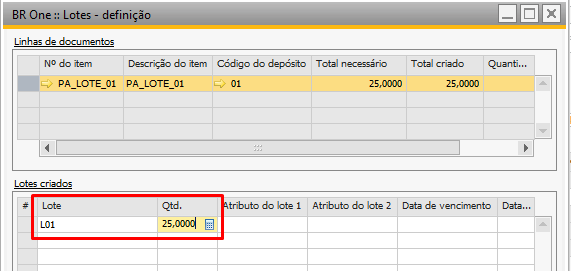 BR One :: Lotes - definição
Linhas de documentos
Nº do item Descrição do item Código do depósito Total necessário Total criado Quanti...
PA_LOTE_01 PA_LOTE_01 01 25,0000 25,0000
Lotes criados
# Lote Qtd. Atributo do lote 1 Atributo do lote 2 Data de vencimento Data...
L01 25,0000